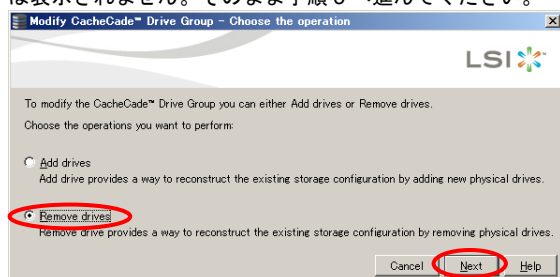 は表示されません。そのまま手順 へ進んでください。
Modify CacheCade™ Drive Group - Choose the operation
LSI
To modify the CacheCade™ Drive Group you can either Add drives or Remove drives.
Choose the operations you want to perform:
Add drives
Add drive provides a way to reconstruct the existing storage configuration by adding new physical drives.
Remove drives
Remove drive provides a way to reconstruct the existing storage configuration by removing physical drives.
Cancel Next Help